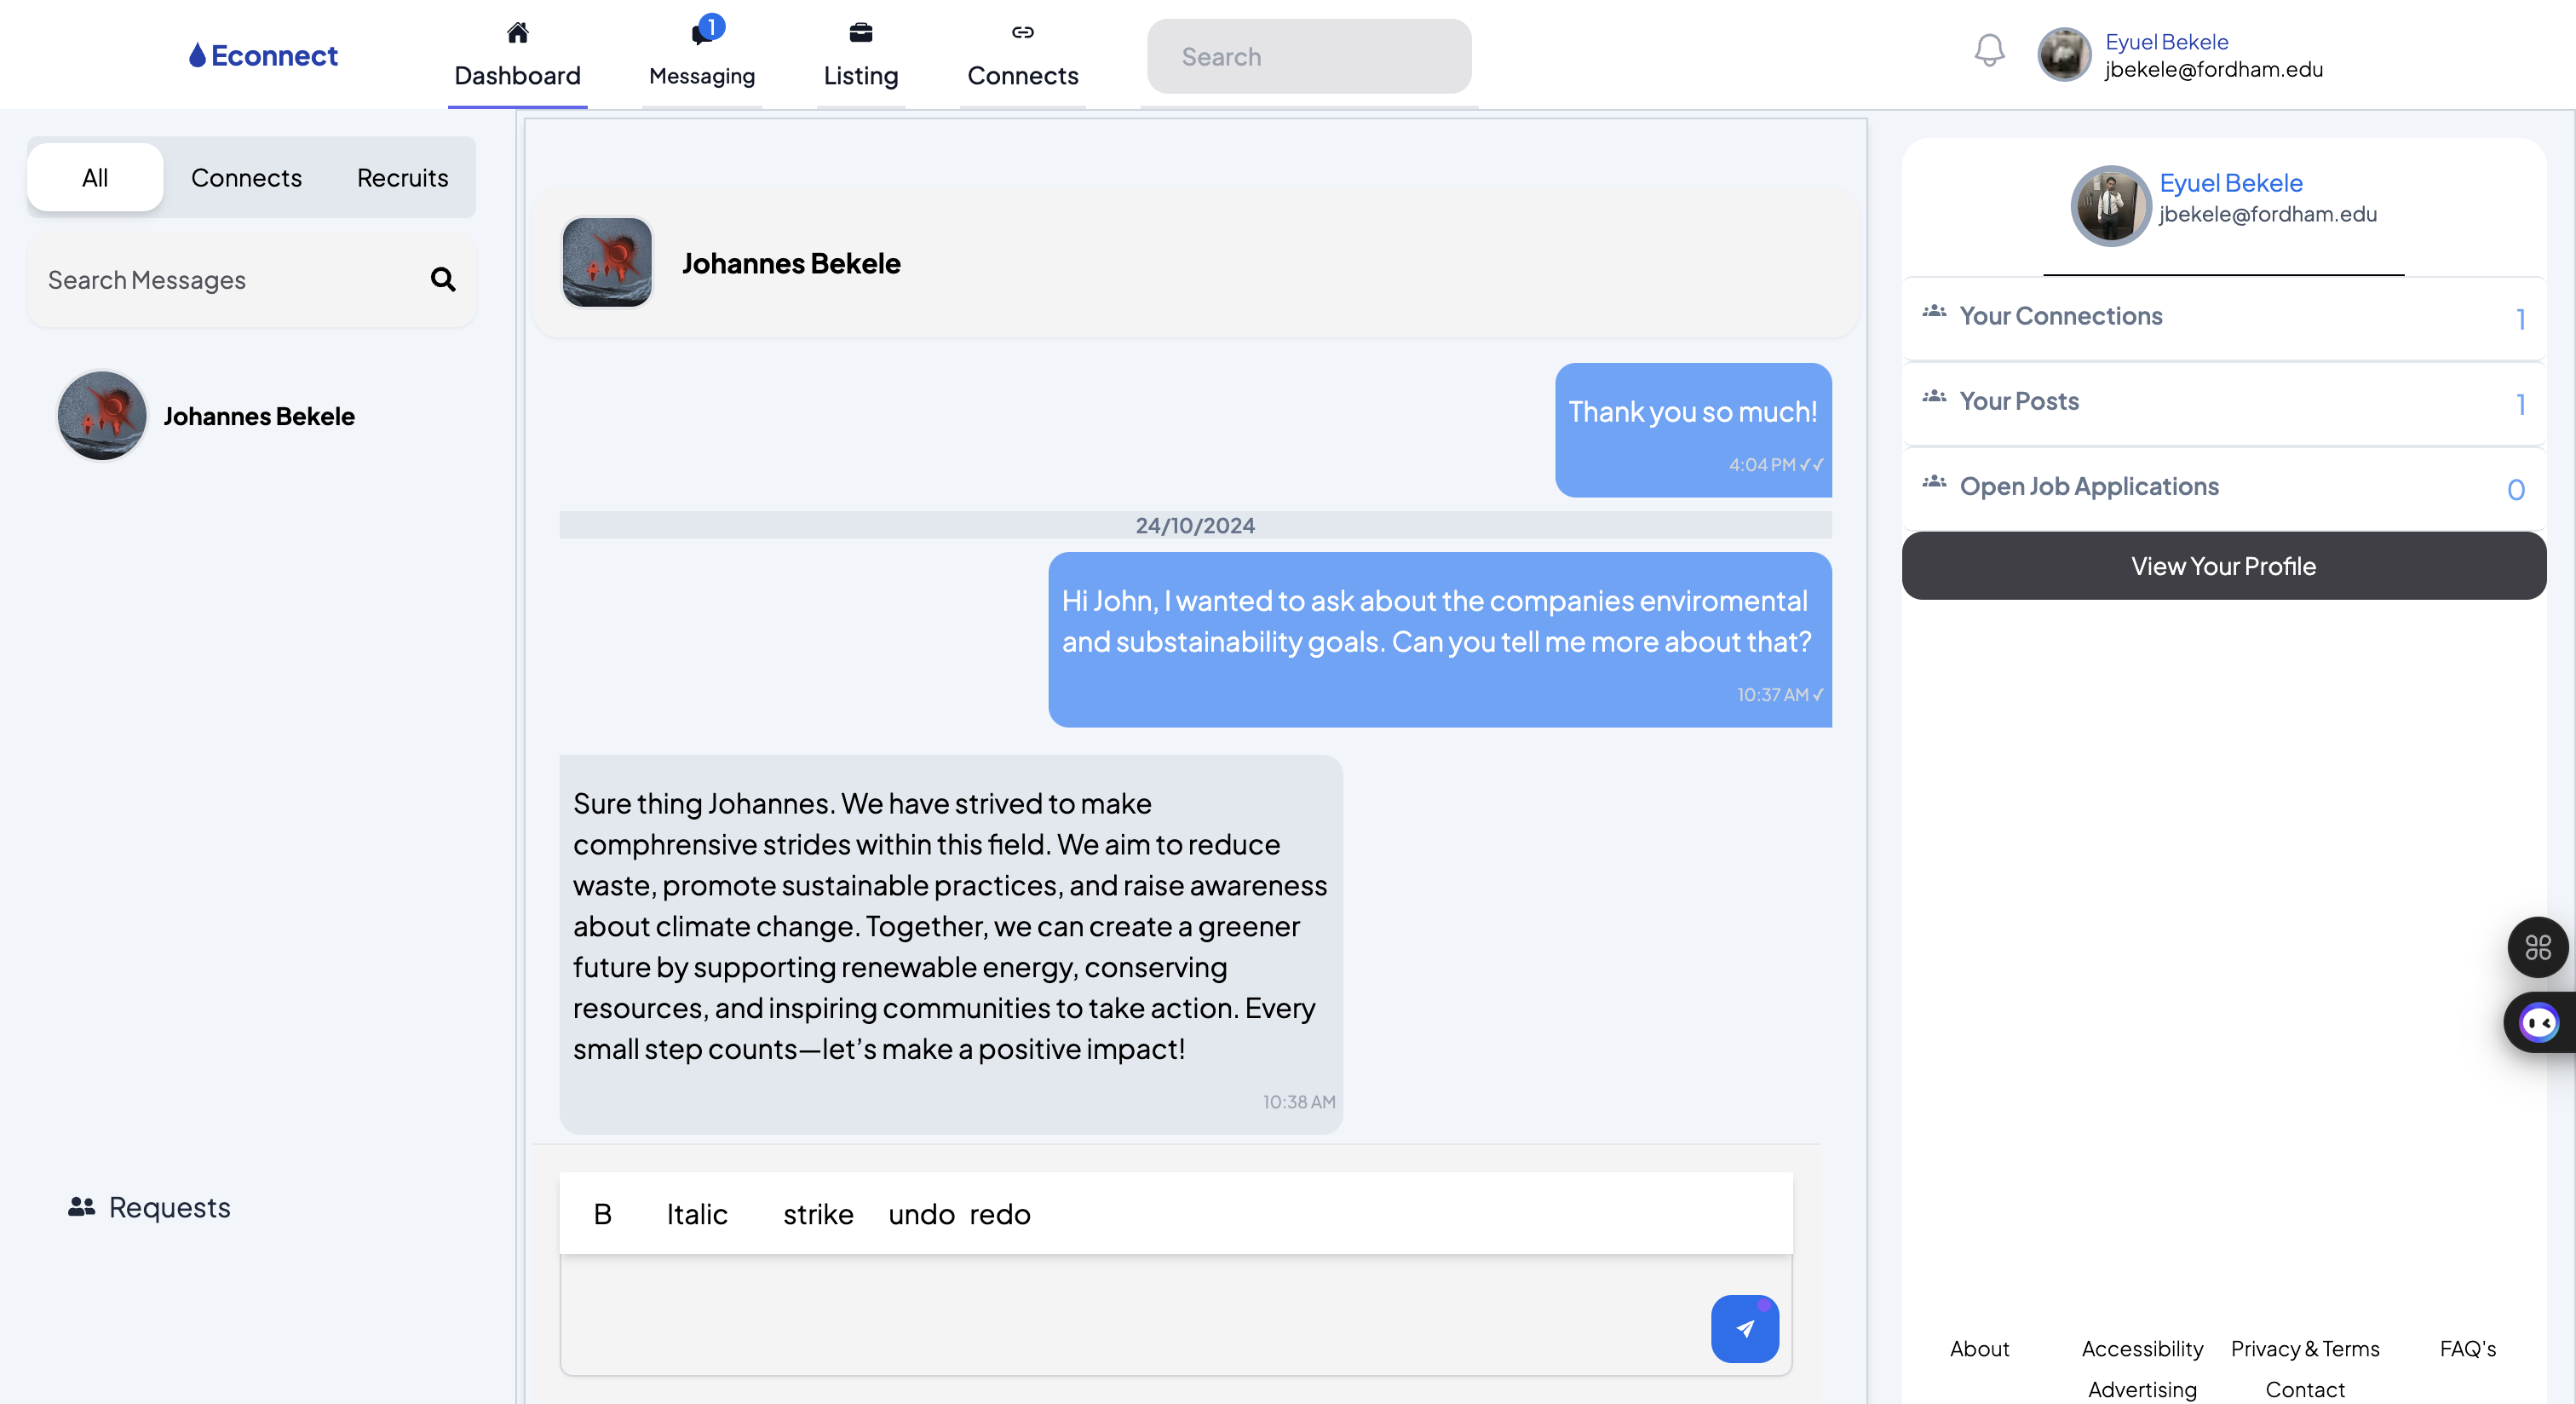 Econnect
Dashboard
1
Messaging
Listing
Connects
Search
Eyuel Bekele
jbekele@fordham.edu
All
Connects
Recruits
Search Messages
Johannes Bekele
Requests
Johannes Bekele
Thank you so much!
4:04 PM ✓✓
24/10/2024
Hi John, I wanted to ask about the companies enviromental
and substainability goals. Can you tell me more about that?
10:37 AM ✓
Sure thing Johannes. We have strived to make
comphrensive strides within this field. We aim to reduce
waste, promote sustainable practices, and raise awareness
about climate change. Together, we can create a greener
future by supporting renewable energy, conserving
resources, and inspiring communities to take action. Every
small step counts—let’s make a positive impact!
10:38 AM
B Italic strike undo redo
Eyuel Bekele
jbekele@fordham.edu
Your Connections 1
Your Posts 1
Open Job Applications 0
View Your Profile
About Accessibility Privacy & Terms FAQ's
Advertising Contact